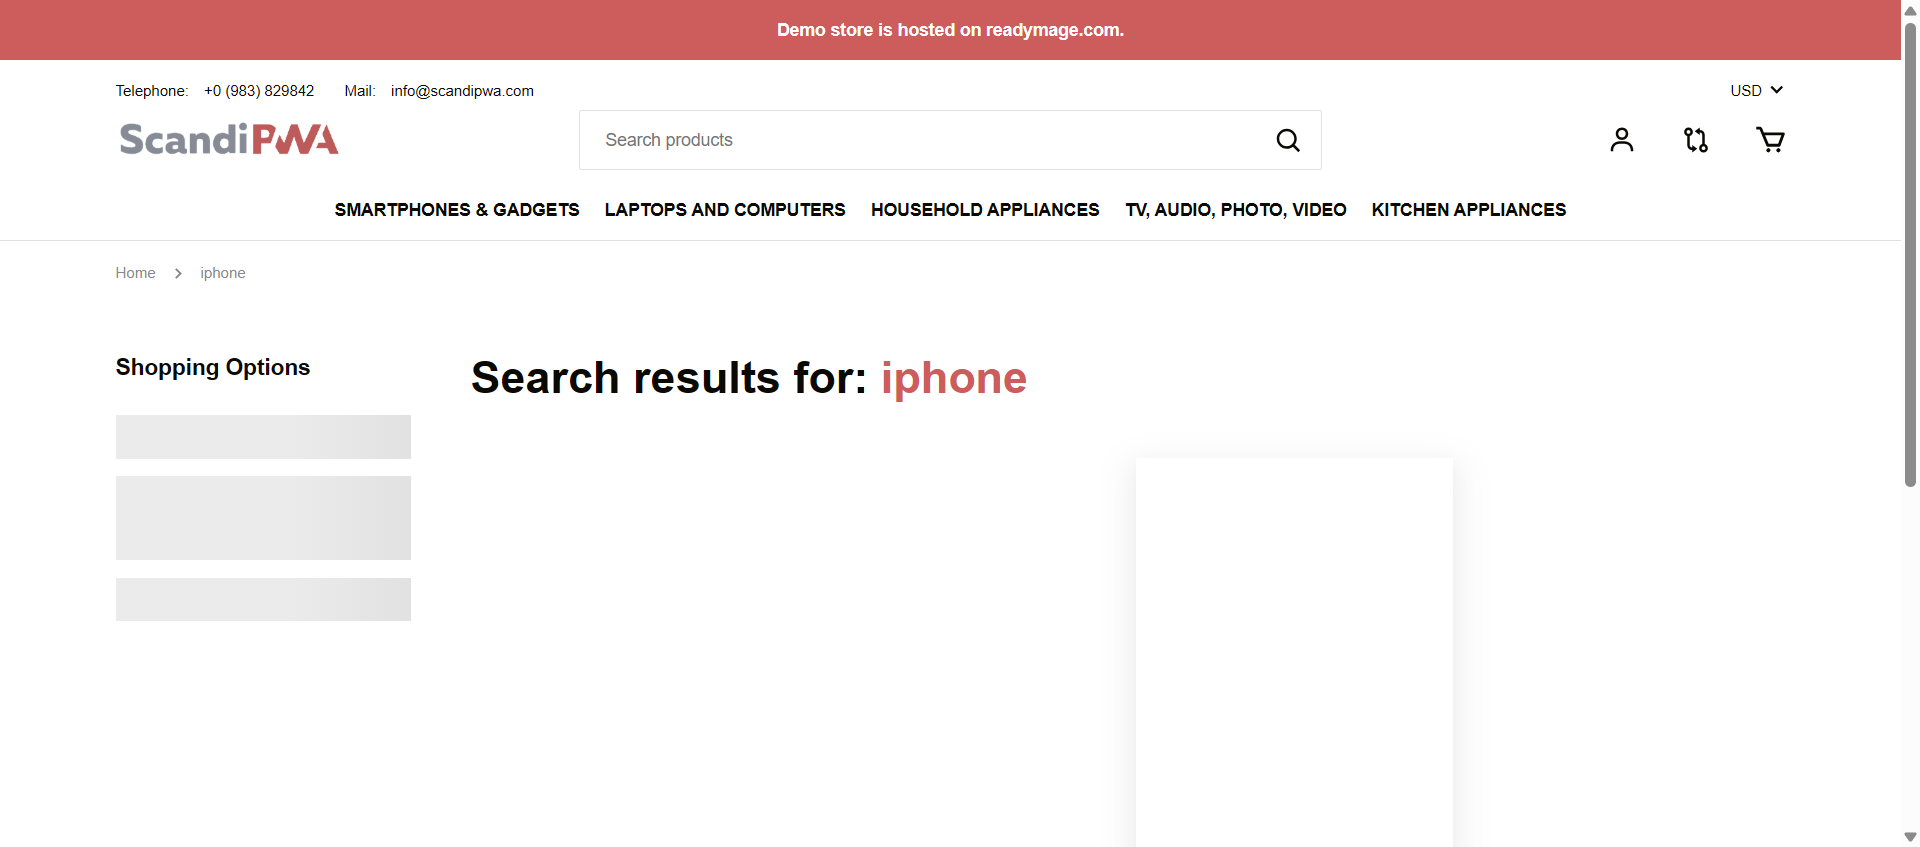 Demo store is hosted on readymage.com.
Telephone: +0 (983) 829842 Mail: info@scandipwa.com
USD
ScandiPWA
Search products
SMARTPHONES & GADGETS LAPTOPS AND COMPUTERS HOUSEHOLD APPLIANCES TV, AUDIO, PHOTO, VIDEO KITCHEN APPLIANCES
Home iphone
Shopping Options
Search results for: iphone